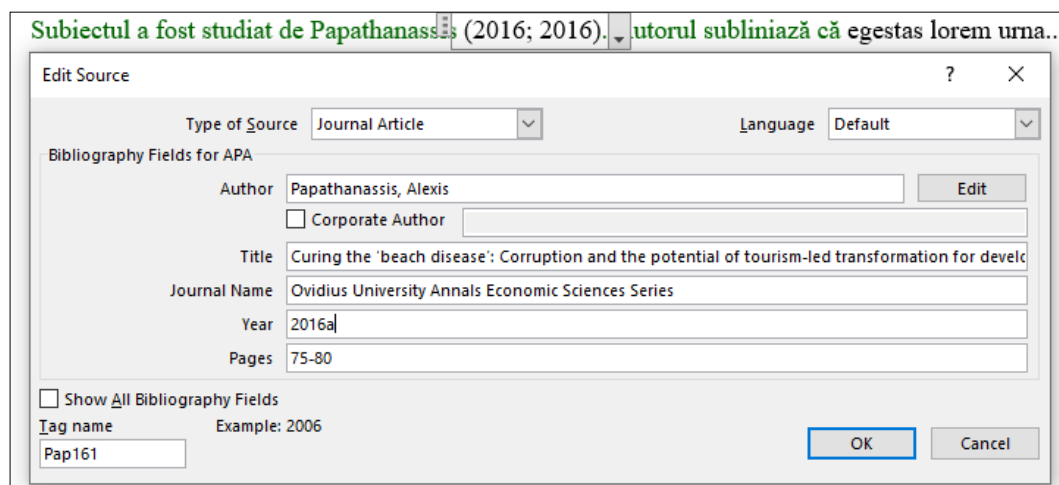 Subiectul a fost studiat de Papathanassis (2016; 2016). utorul subliniază că egestas lorem urna..
Edit Source ? ×
Type of Source Journal Article Language Default
Bibliography Fields for APA
Author Papathanassis, Alexis Edit
Corporate Author
Title Curing the 'beach disease': Corruption and the potential of tourism-led transformation for develo
Journal Name Ovidius University Annals Economic Sciences Series
Year 2016a
Pages 75-80
Show All Bibliography Fields
Tag name Example: 2006
Pap161 OK Cancel